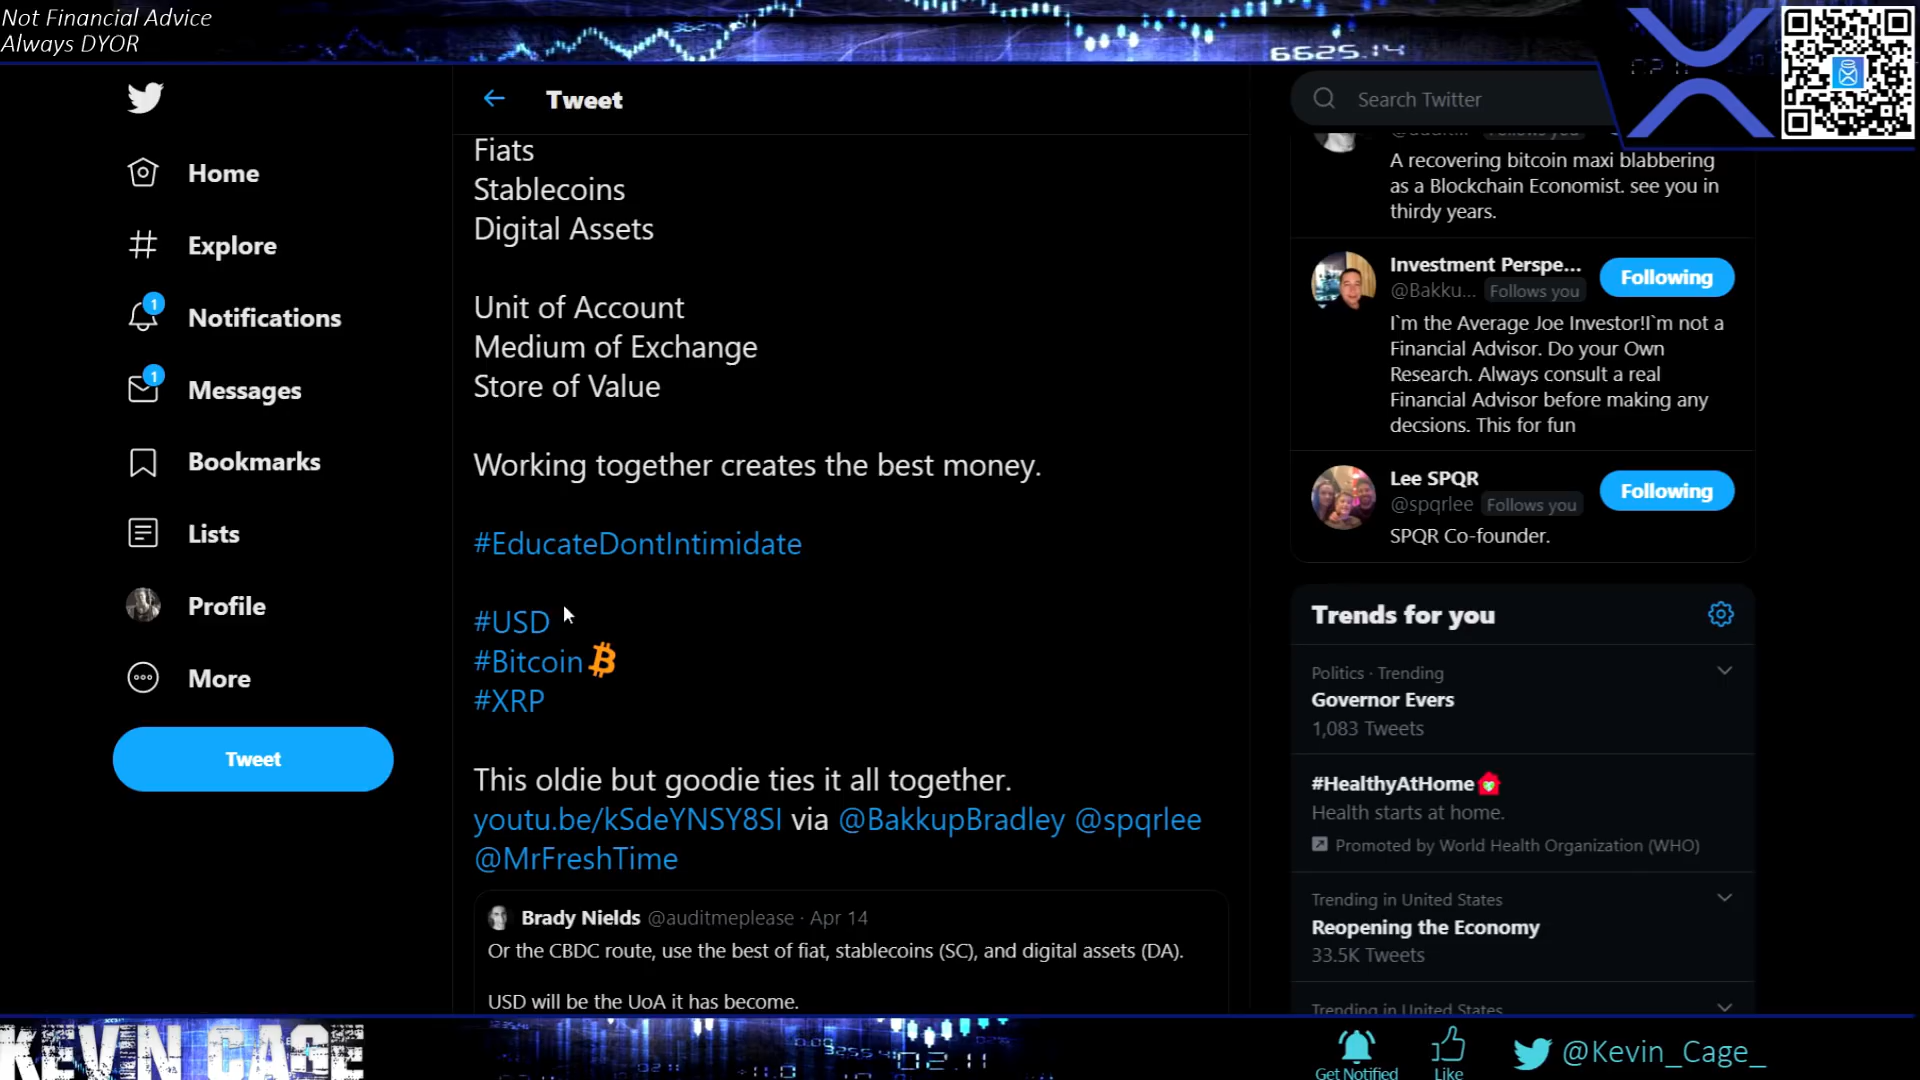 Not Financial Advice
Always DYOR
6625.14
Home
Explore
1
Notifications
1
Messages
Bookmarks
Lists
Profile
More
Tweet
Tweet
Fiats
Stablecoins
Digital Assets
Unit of Account
Medium of Exchange
Store of Value
Working together creates the best money.
#EducateDontIntimidate
#USD
#Bitcoin
#XRP
This oldie but goodie ties it all together.
youtu.be/kSdeYNSY8SI via @BakkupBradley @spqrlee
@MrFreshTime
Brady Nields @auditmeplease · Apr 14
Or the CBDC route, use the best of fiat, stablecoins (SC), and digital assets (DA).
USD will be the UoA it has become.
Search Twitter
A recovering bitcoin maxi blabbering
as a Blockchain Economist. see you in
thirdy years.
Investment Perspe...
@Bakku... Follows you
Following
I`m the Average Joe Investor!I`m not a
Financial Advisor. Do your Own
Research. Always consult a real
Financial Advisor before making any
decsions. This for fun
Lee SPQR
@spqrlee Follows you
Following
SPQR Co-founder.
Trends for you
Politics · Trending
Governor Evers
1,083 Tweets
#HealthyAtHome
Health starts at home.
Promoted by World Health Organization (WHO)
Trending in United States
Reopening the Economy
33.5K Tweets
Trending in United States
KEVIN CAGE
02.11
Get Notified
Like
@Kevin_Cage_